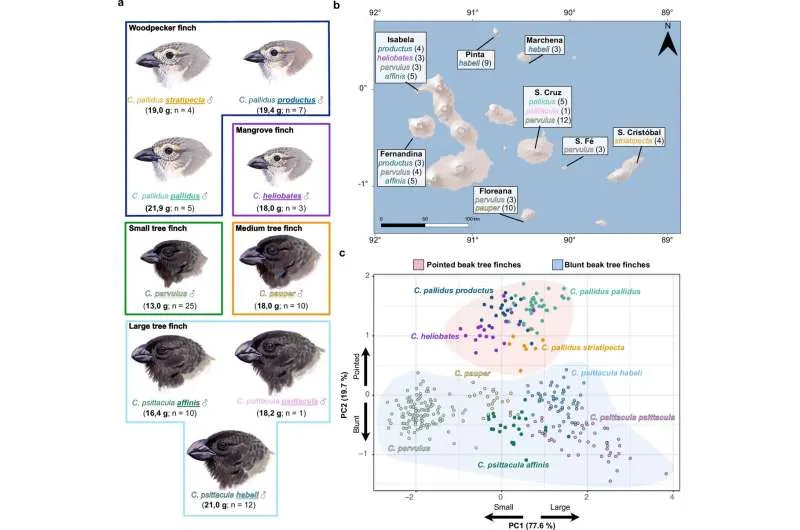 a
Woodpecker finch
C. pallidus stratipecta ♂
(19,0 g; n = 4)
C. pallidus productus ♂
(19,4 g; n = 7)
C. pallidus pallidus ♂
(21,9 g; n = 5)
Mangrove finch
C. heliobates ♂
(18,0 g; n = 3)
Small tree finch
C. parvulus ♂
(13,0 g; n = 25)
Medium tree finch
C. pauper ♂
(18,0 g; n = 10)
Large tree finch
C. psittacula affinis ♂
(16,4 g; n = 10)
C. psittacula psittacula ♂
(18,2 g; n = 1)
C. psittacula habeli ♂
(21,0 g; n = 12)
b
92°
91°
90°
89°
0°
-1°
92°
91°
90°
89°
N
Isabela
productus (4)
heliobates (3)
parvulus (3)
affinis (5)
Pinta
habeli (9)
Marchena
habeli (3)
S. Cruz
pallidus (5)
psittacula (1)
parvulus (12)
S. Fé
parvulus (3)
S. Cristóbal
striatipecta (4)
Fernandina
productus (3)
parvulus (4)
affinis (5)
Floreana
parvulus (3)
pauper (10)
0
50
100 Km
c
Pointed beak tree finches
Blunt beak tree finches
C. pallidus productus
C. pallidus pallidus
C. heliobates
C. pallidus striatipecta
C. pauper
C. psittacula habeli
C. psittacula psittacula
C. parvulus
C. psittacula affinis
PC2 (19.7 %)
Pointed
Blunt
2
1
0
−1
−2
0
2
4
Small
Large
PC1 (77.6 %)